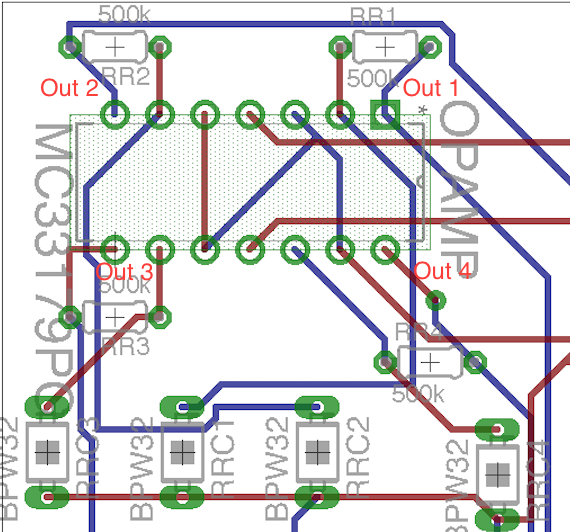 500k
RR1
RR2
500k
Out 2
Out 1
*
MC33179PC
OPAMP
Out 3
Out 4
500k
RR3
RR4
500k
BPW32
RRC3
BPW32
RRC1
BPW32
RRC2
BPW32
RRC4